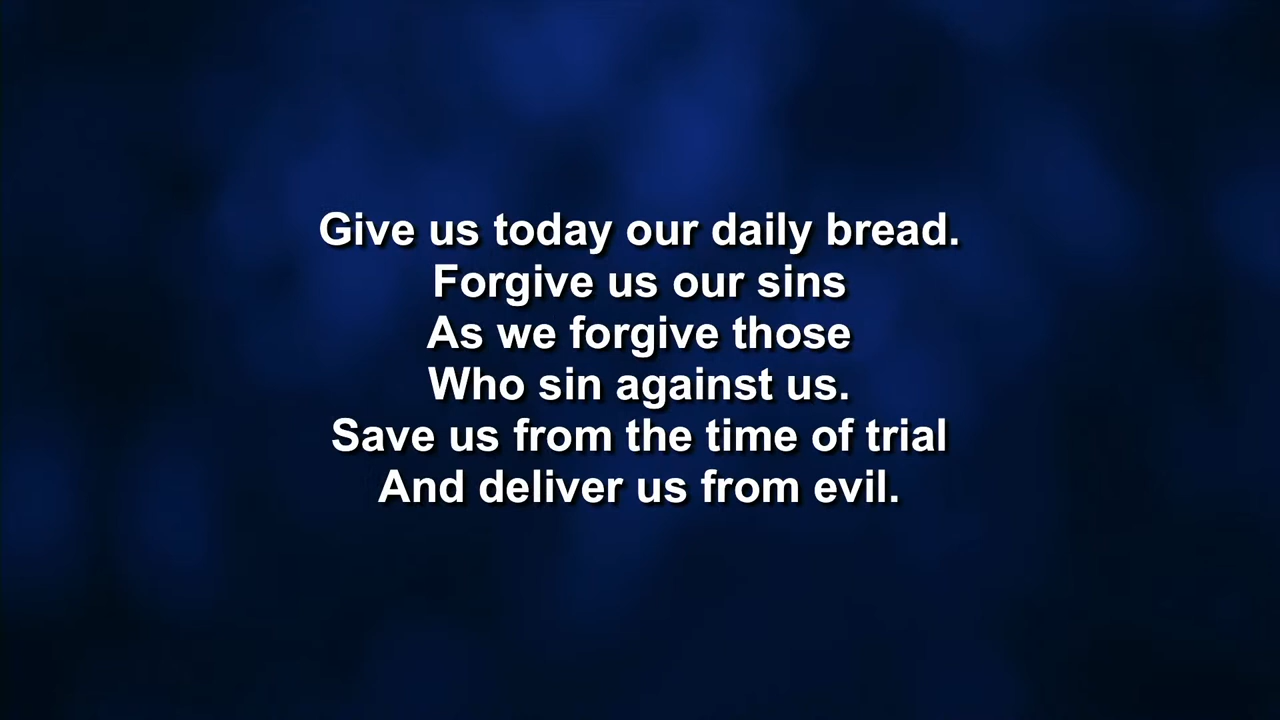 Give us today our daily bread.
Forgive us our sins
As we forgive those
Who sin against us.
Save us from the time of trial
And deliver us from evil.